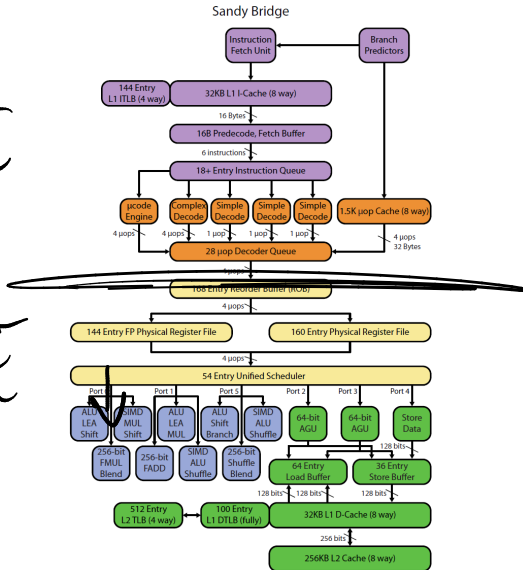 Sandy Bridge
Instruction
Fetch Unit
Branch
Predictors
144 Entry
L1 ITLB (4 way)
32KB L1 I-Cache (8 way)
16 Bytes
16B Predecode, Fetch Buffer
6 instructions
18+ Entry Instruction Queue
μcode
Engine
Complex
Decode
Simple
Decode
Simple
Decode
Simple
Decode
1.5K μop Cache (8 way)
4 μops
4 μops
1 μop
1 μop
1 μop
4 μops
32 Bytes
28 μop Decoder Queue
4 μops
168 Entry Reorder Buffer (ROB)
4 μops
144 Entry FP Physical Register File
160 Entry Physical Register File
4 μops
54 Entry Unified Scheduler
Port
Port 1
Port 5
Port 2
Port 3
Port 4
ALU
LEA
Shift
SIMD
MUL
Shift
ALU
LEA
MUL
ALU
Shift
Branch
SIMD
ALU
Shuffle
64-bit
AGU
64-bit
AGU
Store
Data
256-bit
FMUL
Blend
256-bit
FADD
SIMD
ALU
Shuffle
256-bit
Shuffle
Blend
128 bits
64 Entry
Load Buffer
36 Entry
Store Buffer
128 bits
128 bits
128 bits
512 Entry
L2 TLB (4 way)
100 Entry
L1 DTLB (fully)
32KB L1 D-Cache (8 way)
256 bits
256KB L2 Cache (8 way)